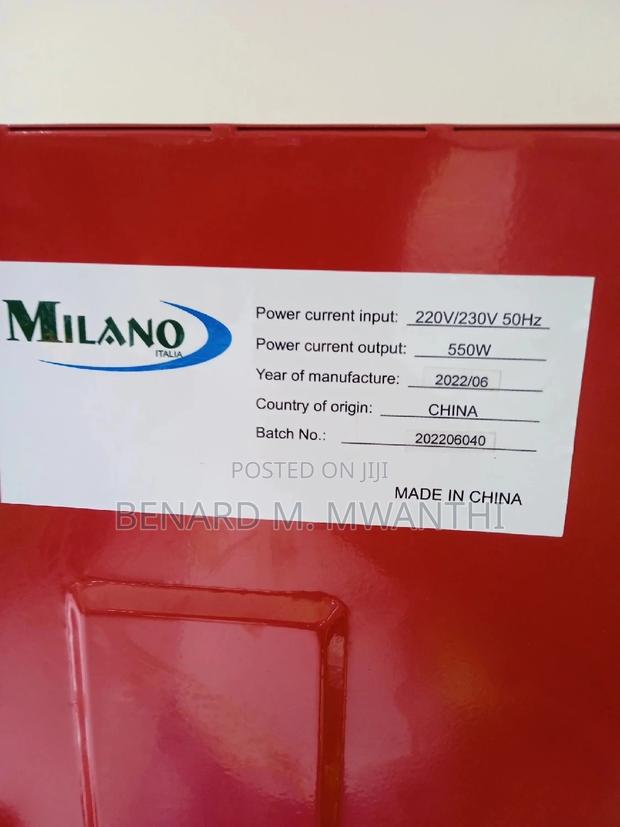 MILANO
ITALIA
Power current input: 220V/230V 50Hz
Power current output: 550W
Year of manufacture: 2022/06
Country of origin: CHINA
Batch No.: 202206040
POSTED ON JIJI
MADE IN CHINA
BENARD M. MWANTHI